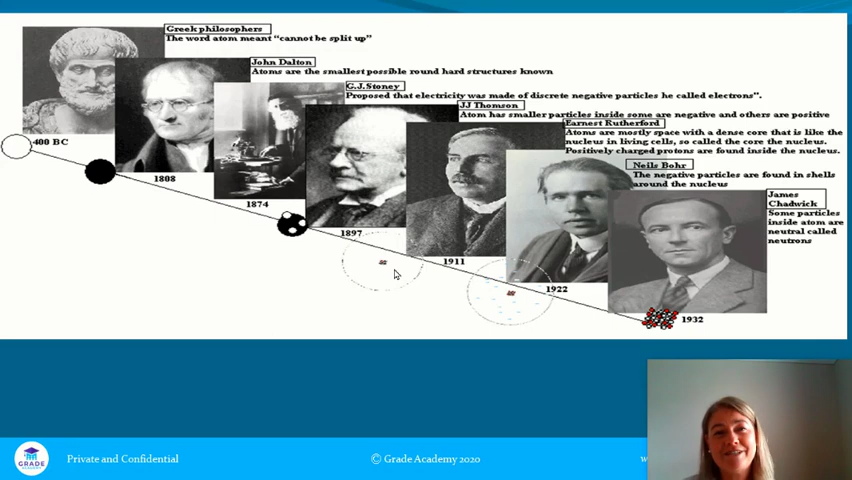 Greek philosophers
The word atom meant “cannot be split up”
John Dalton
Atoms are the smallest possible round hard structures known
G.J.Stoney
Proposed that electricity was made of discrete negative particles he called electrons”.
JJ Thomson
Atom has smaller particles inside some are negative and others are positive
Earnest Rutherford
Atoms are mostly space with a dense core that is like the
nucleus in living cells, so called the core the nucleus.
Positively charged protons are found inside the nucleus.
Neils Bohr
The negative particles are found in shells
around the nucleus
James
Chadwick
Some particles
inside atom are
neutral called
neutrons
400 BC
1808
1874
1897
1911
1922
1932
GRADE
ACADEMY
Private and Confidential
© Grade Academy 2020